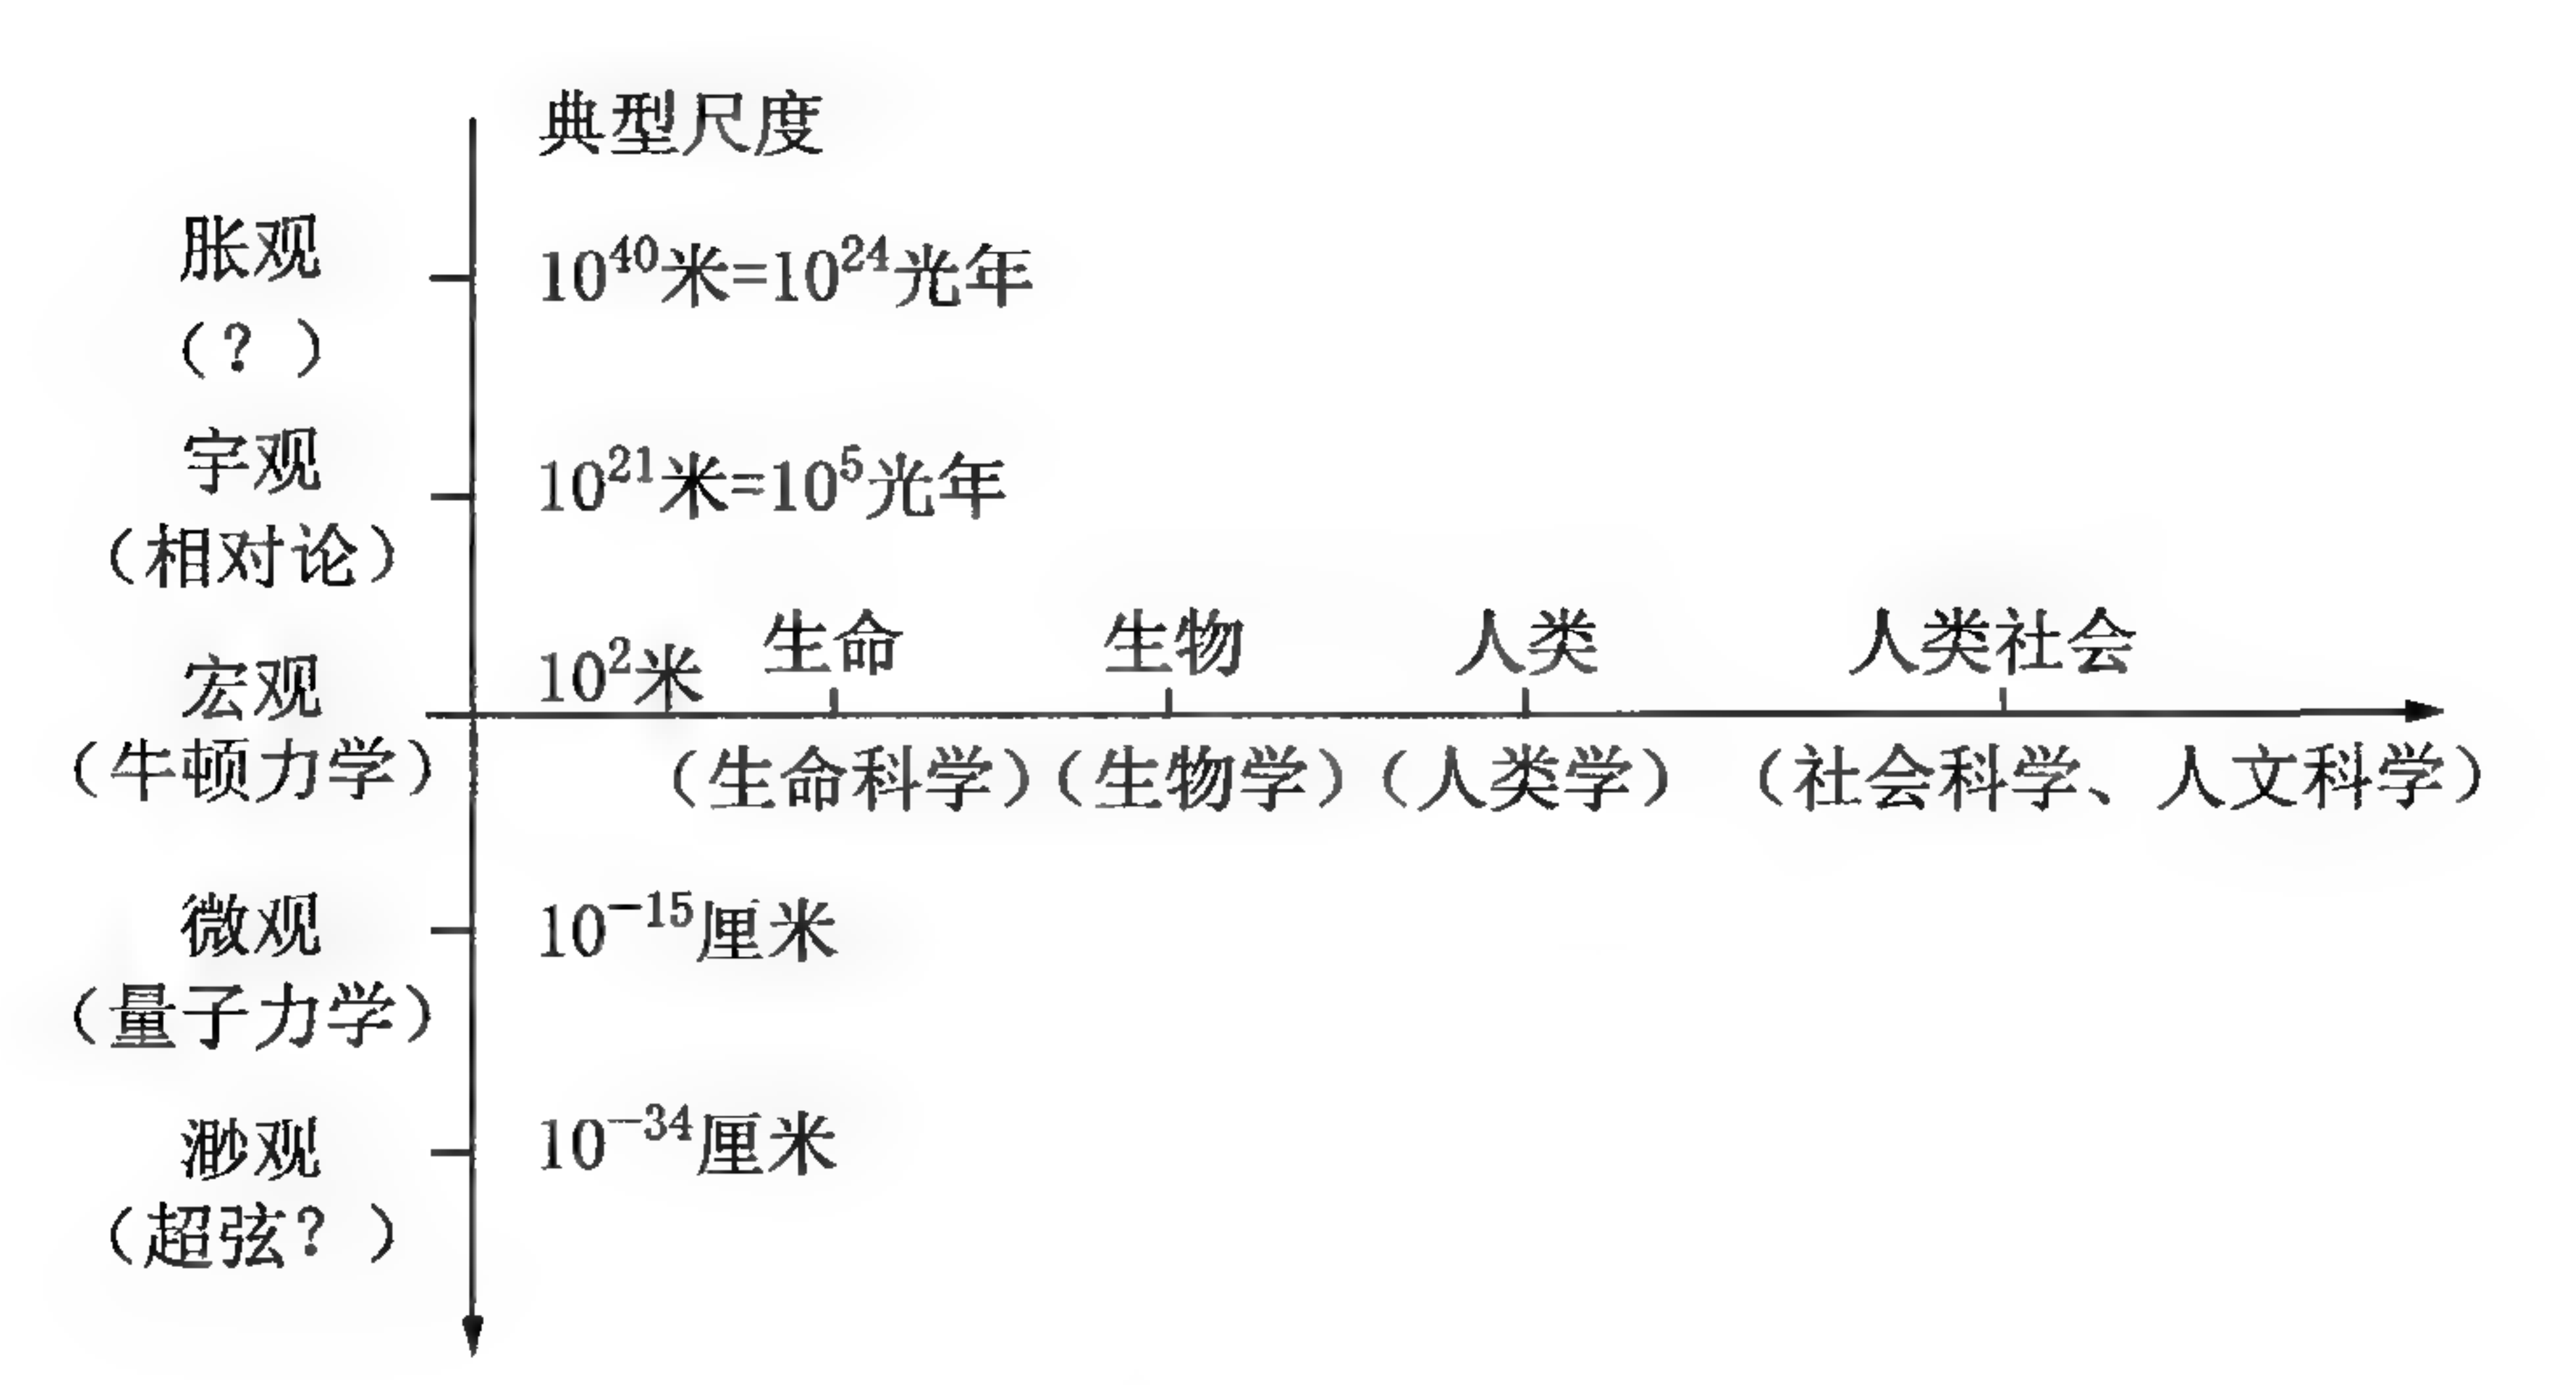 典型尺度
胀观
10⁴⁰米=10²⁴光年
（? ）
宇观
10²¹米=10⁵光年
（相对论）
宏观
10²米
生命
生物
人类
人类社会
（牛顿力学）
（生命科学）（生物学）（人类学）
（社会科学、人文科学）
微观
10⁻¹⁵厘米
（量子力学）
渺观
10⁻³⁴厘米
（超弦? ）